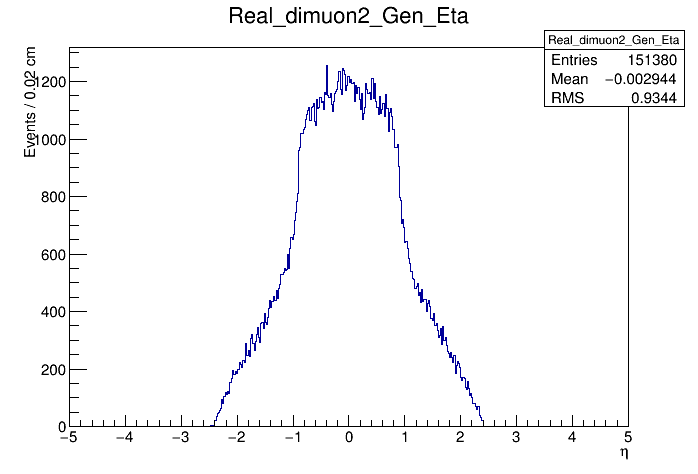 Real_dimuon2_Gen_Eta
Real_dimuon2_Gen_Eta
Entries 151380
Mean −0.002944
RMS 0.9344
Events / 0.02 cm
1200
1000
800
600
400
200
0
−5 −4 −3 −2 −1 0 1 2 3 4 5
η